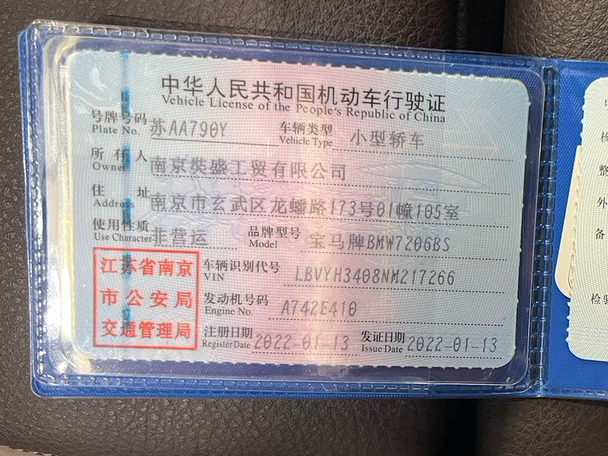 中华人民共和国机动车行驶证
Vehicle License of the People's Republic of China
号牌号码 苏AA790Y 车辆类型 小型轿车
Plate No. Vehicle Type
所有人 南京奘盛工贸有限公司
Owner
住址 南京市玄武区龙蟠路173号01幢105室
Address
使用性质 非营运 品牌型号 宝马牌BMW7206BS
Use Character Model
江苏省南京
市公安局
交通管理局
车辆识别代号 LBVYH3408NM217266
VIN
发动机号码 A742E410
Engine No.
注册日期 2022-01-13 发证日期 2022-01-13
Register Date Issue Date
核
整
外
备
检验